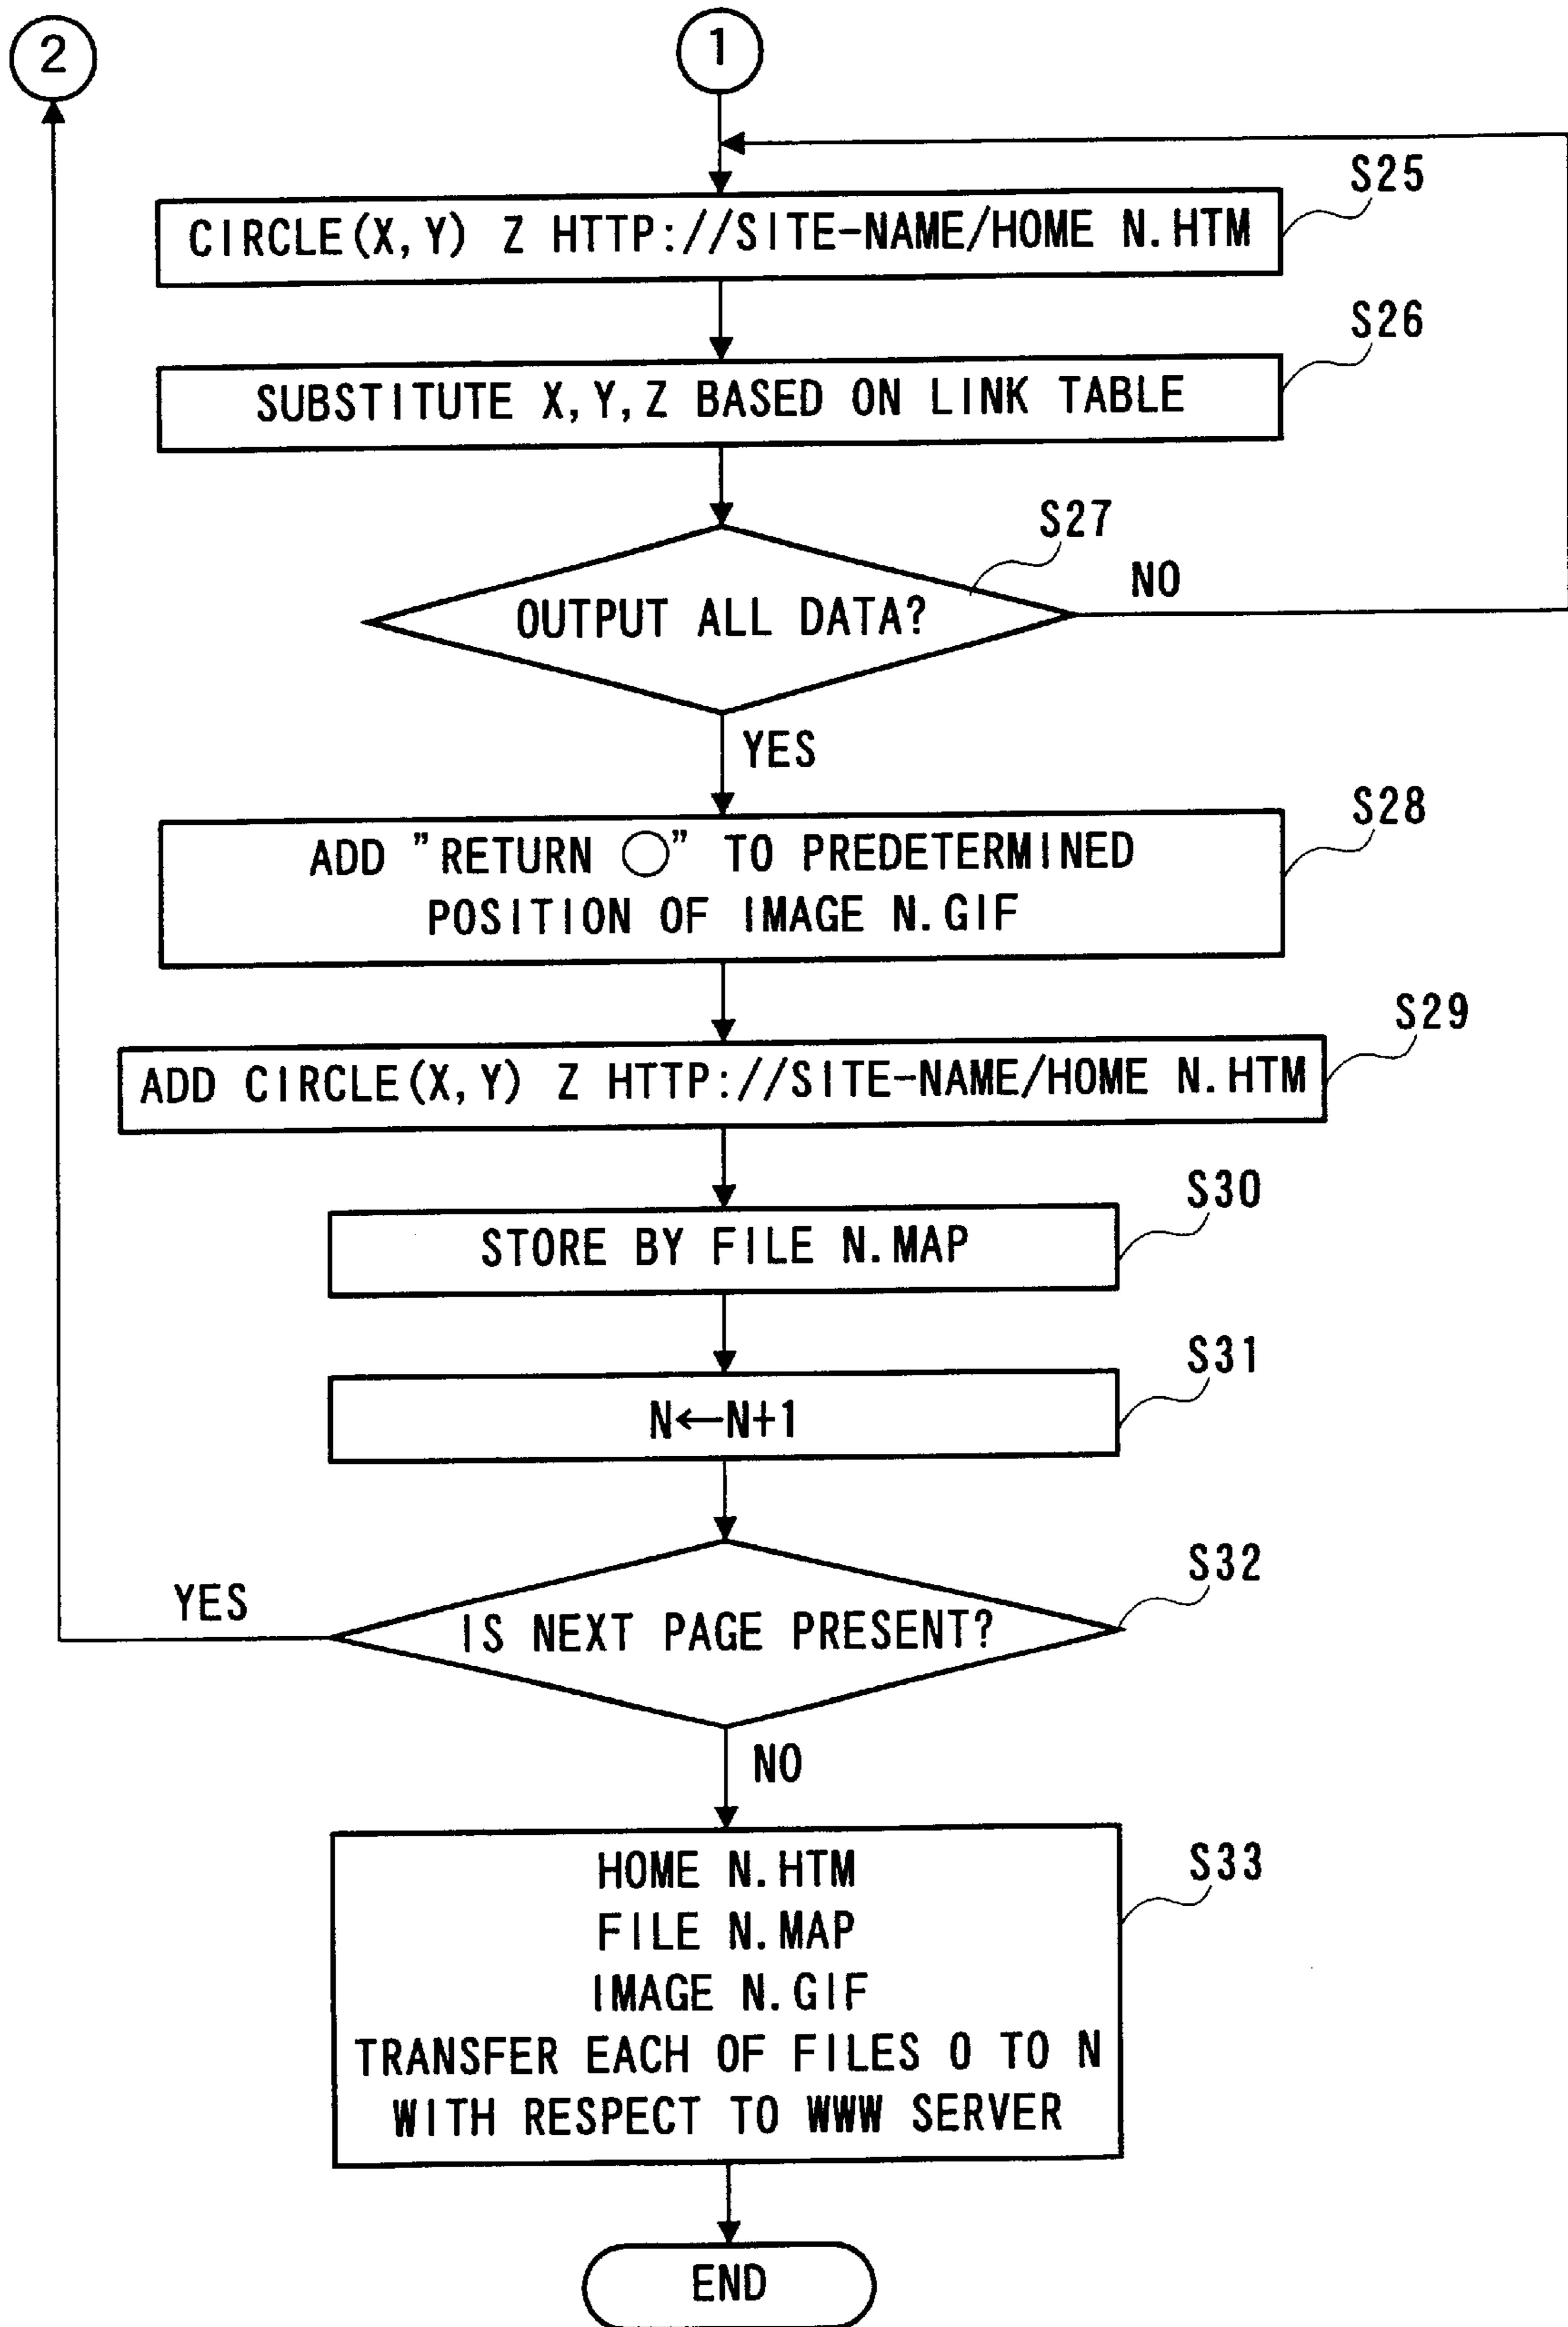 2
1
S25
CIRCLE(X,Y) Z HTTP://SITE-NAME/HOME N.HTM
S26
SUBSTITUTE X,Y,Z BASED ON LINK TABLE
S27
OUTPUT ALL DATA?
NO
YES
S28
ADD "RETURN ○" TO PREDETERMINED
POSITION OF IMAGE N.GIF
S29
ADD CIRCLE(X,Y) Z HTTP://SITE-NAME/HOME N.HTM
S30
STORE BY FILE N.MAP
S31
N←N+1
S32
IS NEXT PAGE PRESENT?
YES
NO
S33
HOME N.HTM
FILE N.MAP
IMAGE N.GIF
TRANSFER EACH OF FILES 0 TO N
WITH RESPECT TO WWW SERVER
END